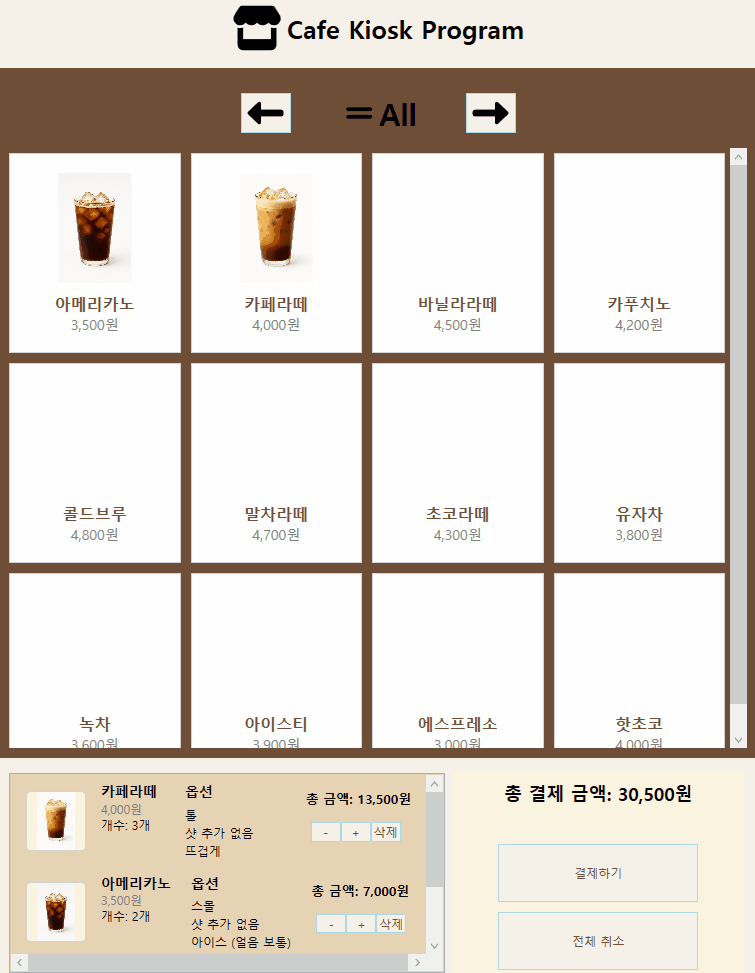 Cafe Kiosk Program
All
아메리카노
3,500원
카페라떼
4,000원
바닐라라떼
4,500원
카푸치노
4,200원
콜드브루
4,800원
말차라떼
4,700원
초코라떼
4,300원
유자차
3,800원
녹차
3,600원
아이스티
3,900원
에스프레소
3,000원
핫초코
4,000원
카페라떼
4,000원
개수: 3개
옵션
톨
샷 추가 없음
뜨겁게
총 금액: 13,500원
- + 삭제
아메리카노
3,500원
개수: 2개
옵션
스몰
샷 추가 없음
아이스 (얼음 보통)
총 금액: 7,000원
- + 삭제
총 결제 금액: 30,500원
결제하기
전체 취소